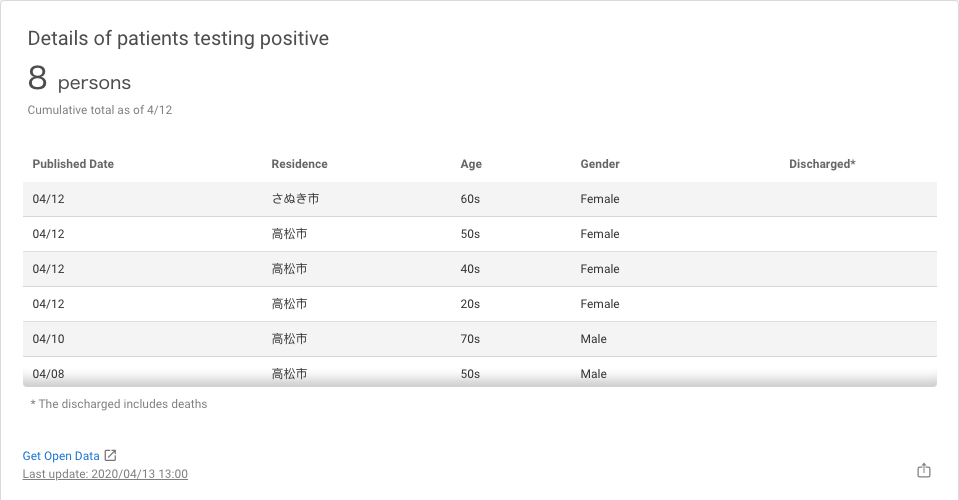 Details of patients testing positive
8 persons
Cumulative total as of 4/12
Published Date Residence Age Gender Discharged*
04/12 さぬき市 60s Female
04/12 高松市 50s Female
04/12 高松市 40s Female
04/12 高松市 20s Female
04/10 高松市 70s Male
04/08 高松市 50s Male
* The discharged includes deaths
Get Open Data
Last update: 2020/04/13 13:00